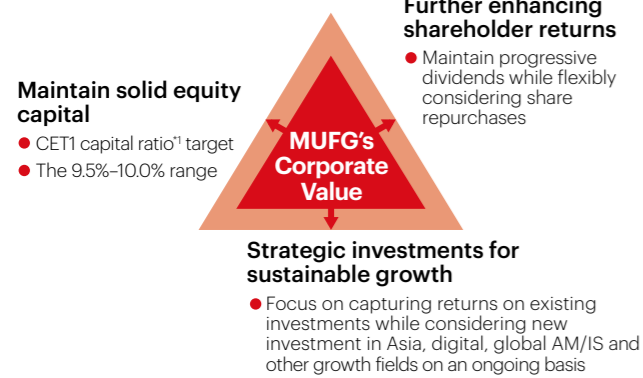 Further enhancing
shareholder returns
● Maintain progressive
dividends while flexibly
considering share
repurchases
Maintain solid equity
capital
● CET1 capital ratio*1 target
● The 9.5%–10.0% range
MUFG’s
Corporate
Value
Strategic investments for
sustainable growth
● Focus on capturing returns on existing
investments while considering new
investment in Asia, digital, global AM/IS and
other growth fields on an ongoing basis